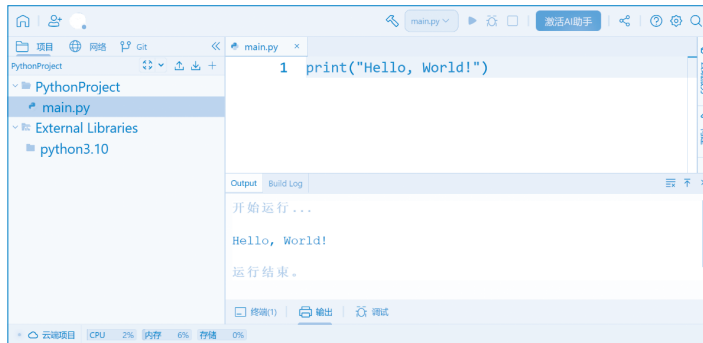 main.py
激活AI助手
项目 网络 Git
main.py ×
PythonProject
1 print("Hello, World!")
PythonProject
main.py
External Libraries
python3.10
Output Build Log
开始运行...
Hello, World!
运行结束。
终端(1) 输出 调试
云端项目 CPU 2% 内存 6% 存储 0%